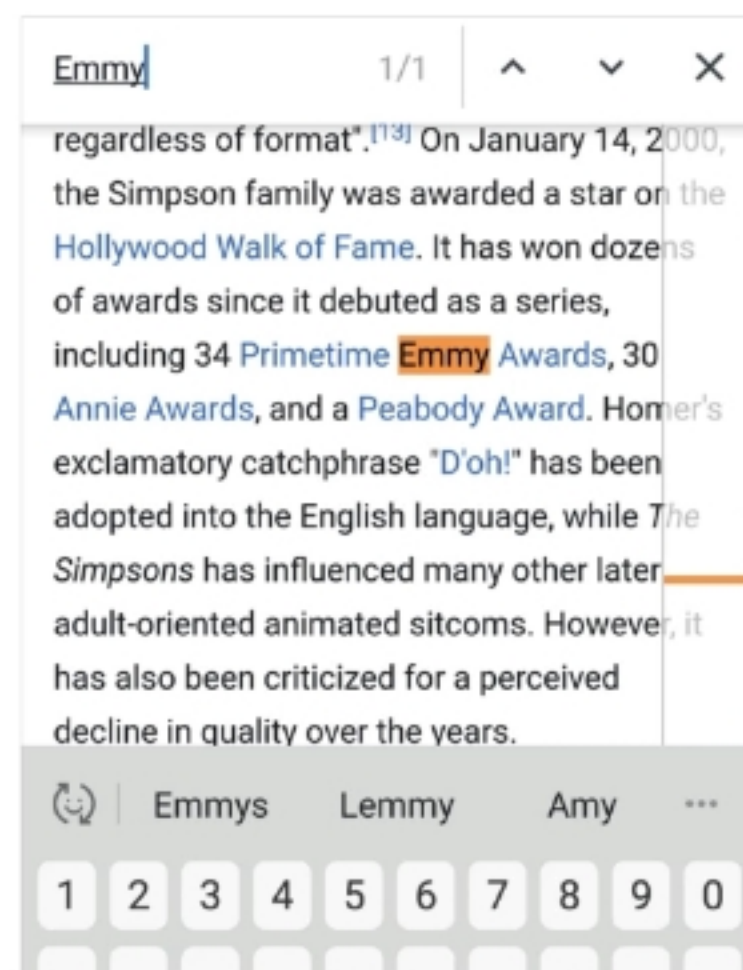 Emmy 1/1
regardless of format".[13] On January 14, 2000,
the Simpson family was awarded a star on the
Hollywood Walk of Fame. It has won dozens
of awards since it debuted as a series,
including 34 Primetime Emmy Awards, 30
Annie Awards, and a Peabody Award. Homer's
exclamatory catchphrase "D'oh!" has been
adopted into the English language, while The
Simpsons has influenced many other later
adult-oriented animated sitcoms. However, it
has also been criticized for a perceived
decline in quality over the years.
Emmys Lemmy Amy ...
1 2 3 4 5 6 7 8 9 0